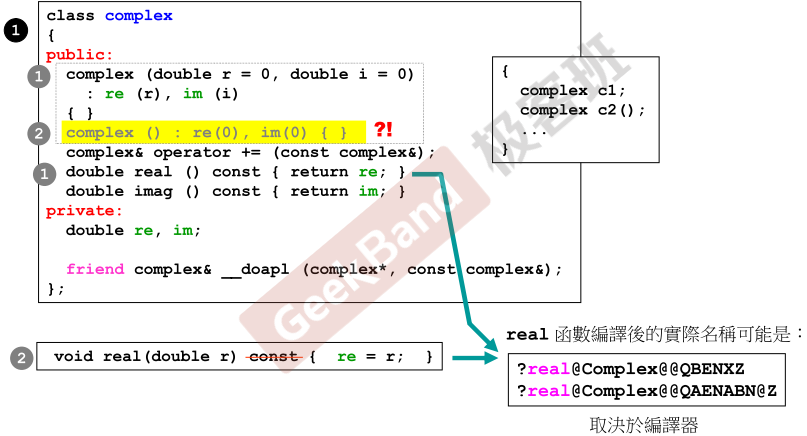 1
class complex
{
public:
1
complex (double r = 0, double i = 0)
: re (r), im (i)
{ }
2
complex () : re(0), im(0) { }
?!
complex& operator += (const complex&);
1
double real () const { return re; }
double imag () const { return im; }
private:
double re, im;
friend complex& __doapl (complex*, const complex&);
};
{
complex c1;
complex c2();
...
}
GeekBand 极客班
2
void real(double r) const { re = r; }
real 函數編譯後的實際名稱可能是：
?real@Complex@@QBENXZ
?real@Complex@@QAENABN@Z
取決於編譯器